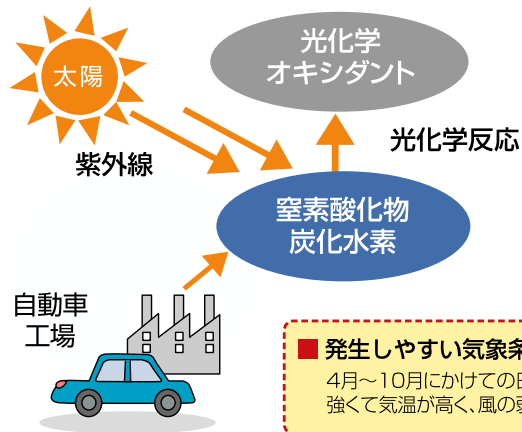 太陽
光化学
オキシダント
紫外線
光化学反応
窒素酸化物
炭化水素
自動車
工場
■ 発生しやすい気象条
4月～10月にかけての日
強くて気温が高く、風の